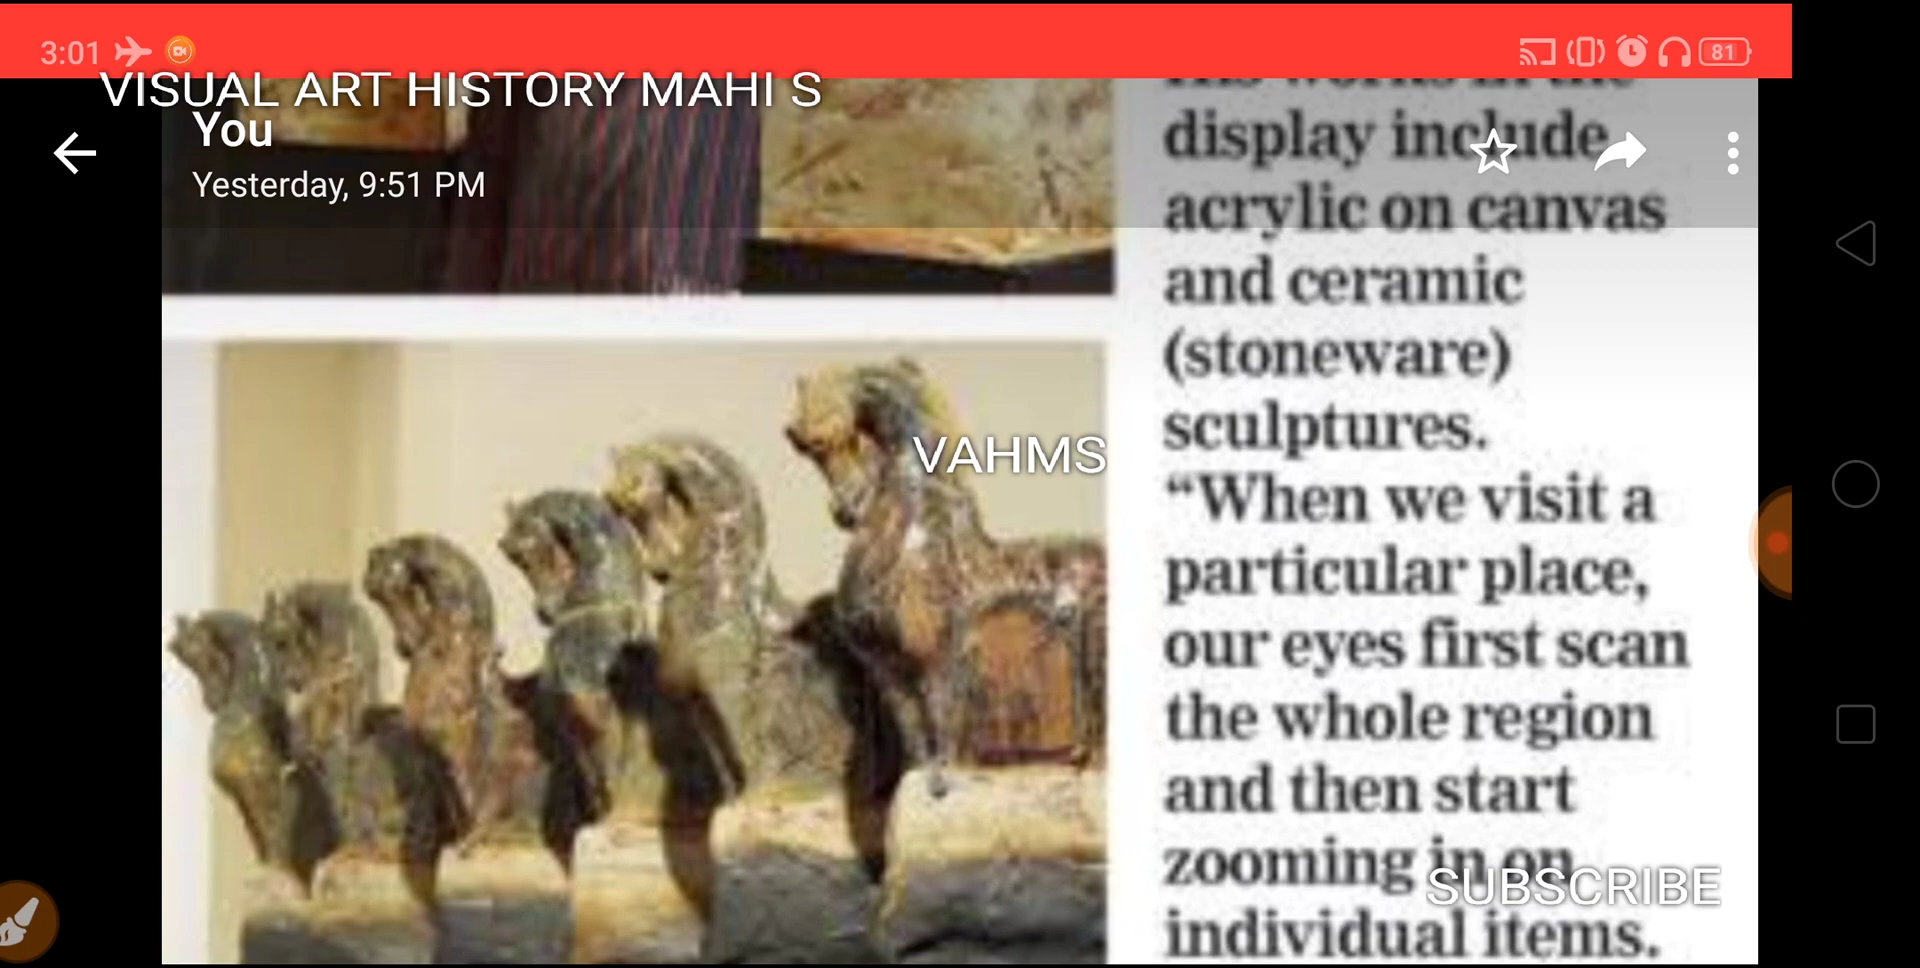 3:01
81
VISUAL ART HISTORY MAHI S
You
Yesterday, 9:51 PM
display include
acrylic on canvas
and ceramic
(stoneware)
sculptures.
“When we visit a
particular place,
our eyes first scan
the whole region
and then start
zooming in on
individual items.
VAHMS
SUBSCRIBE